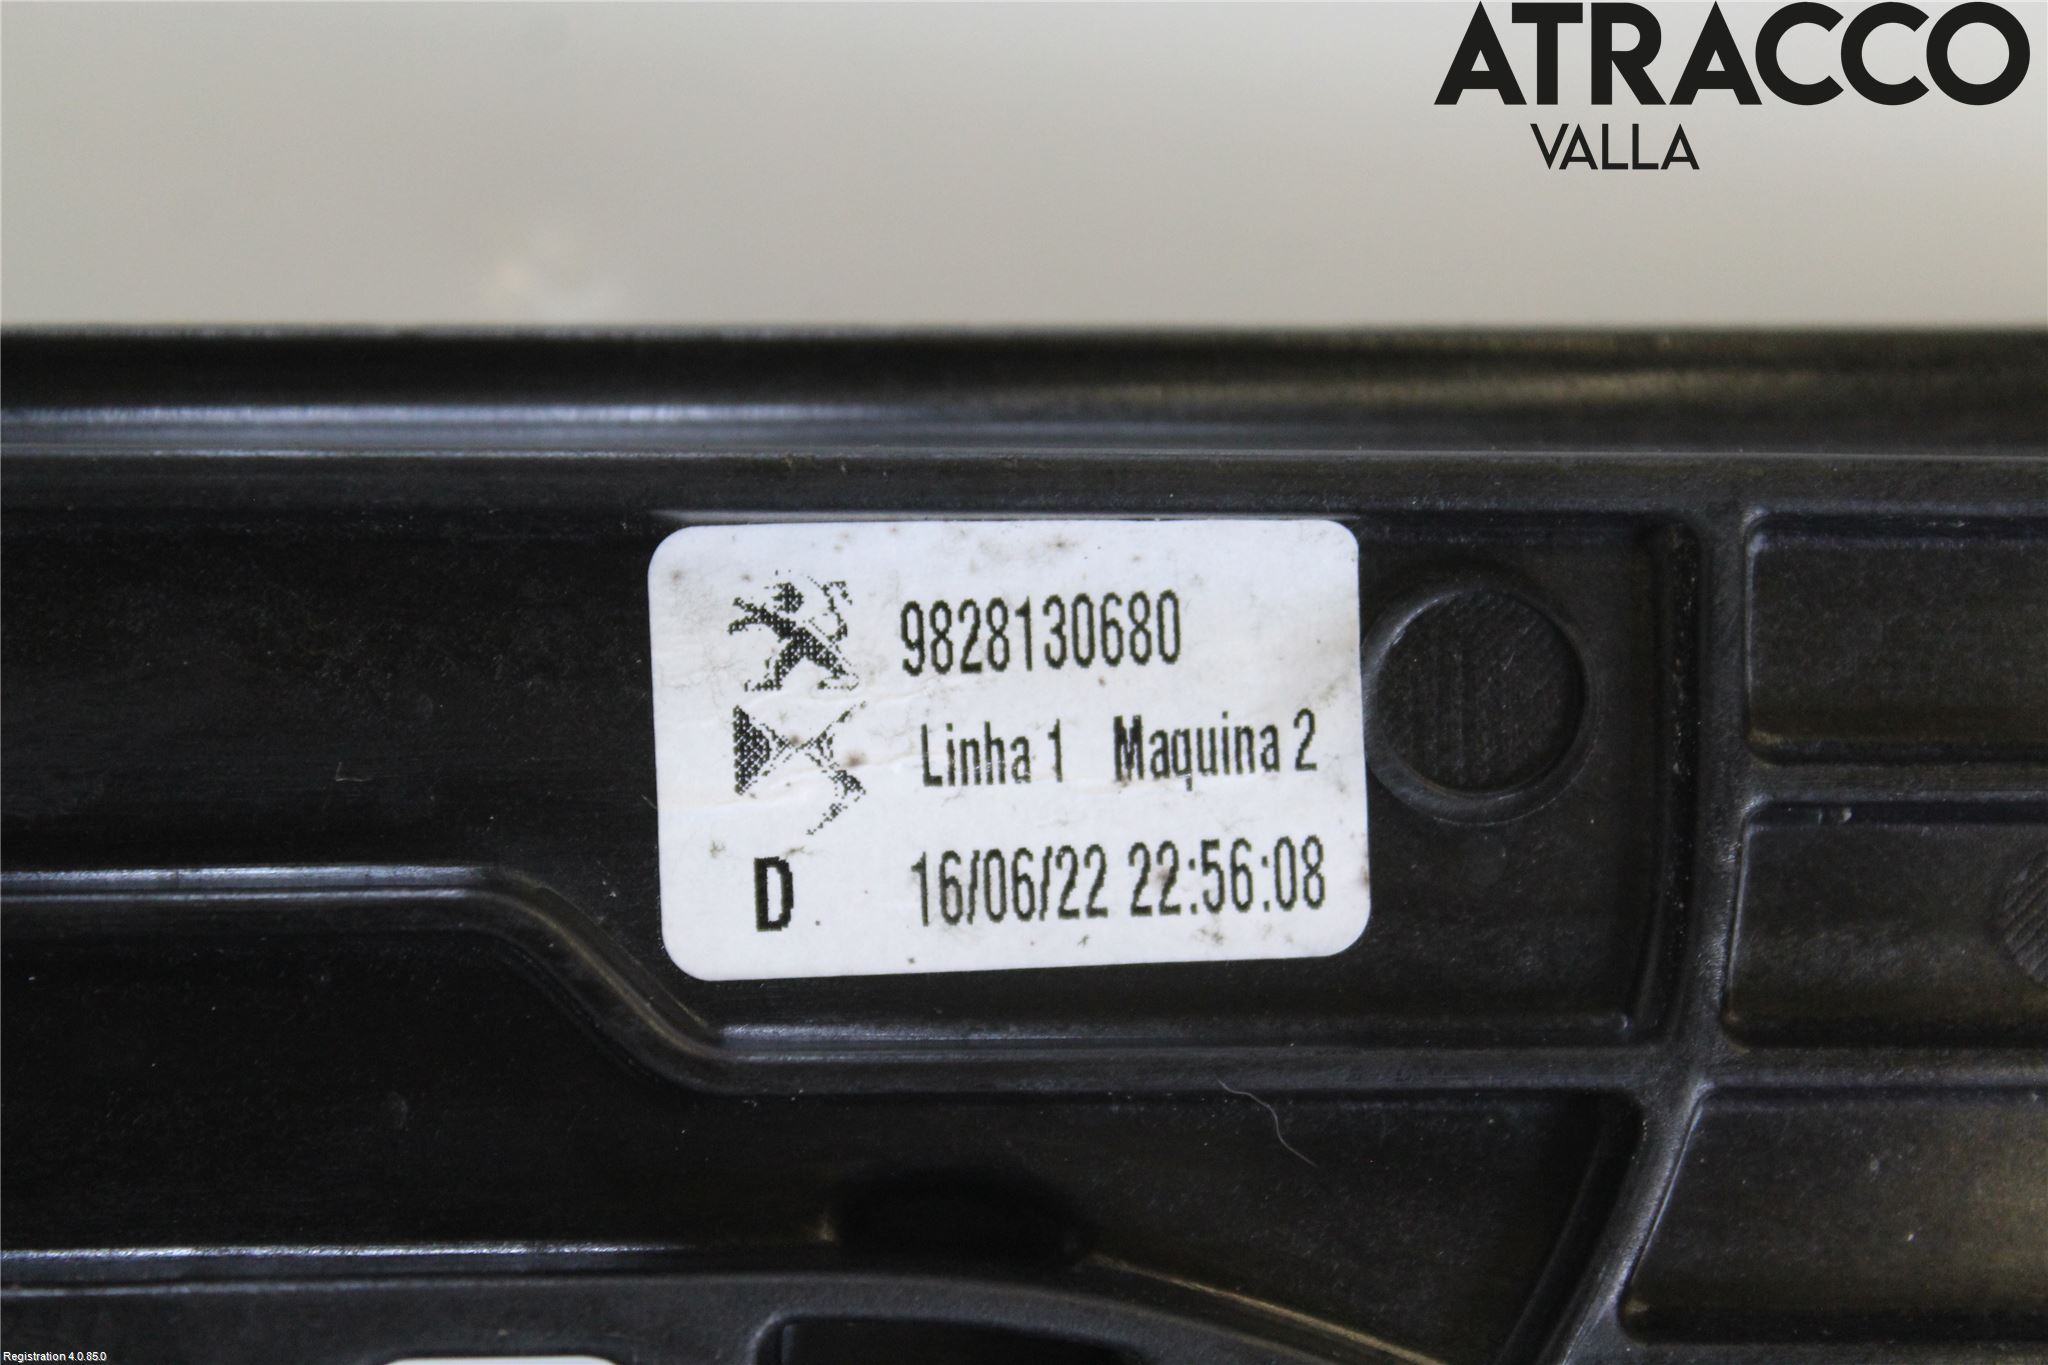 ATRACCO
VALLA
9828130680
Linha 1 Maquina 2
D 16/06/22 22:56:08
Registration 4.0.85.0